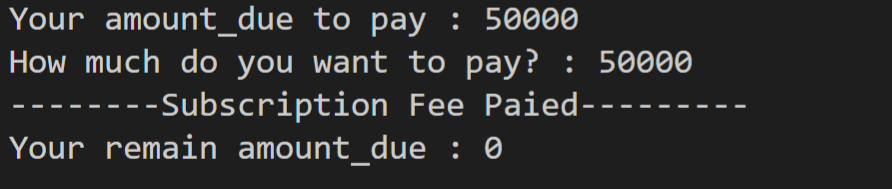 Your amount_due to pay : 50000
How much do you want to pay? : 50000
--------Subscription Fee Paied---------
Your remain amount_due : 0